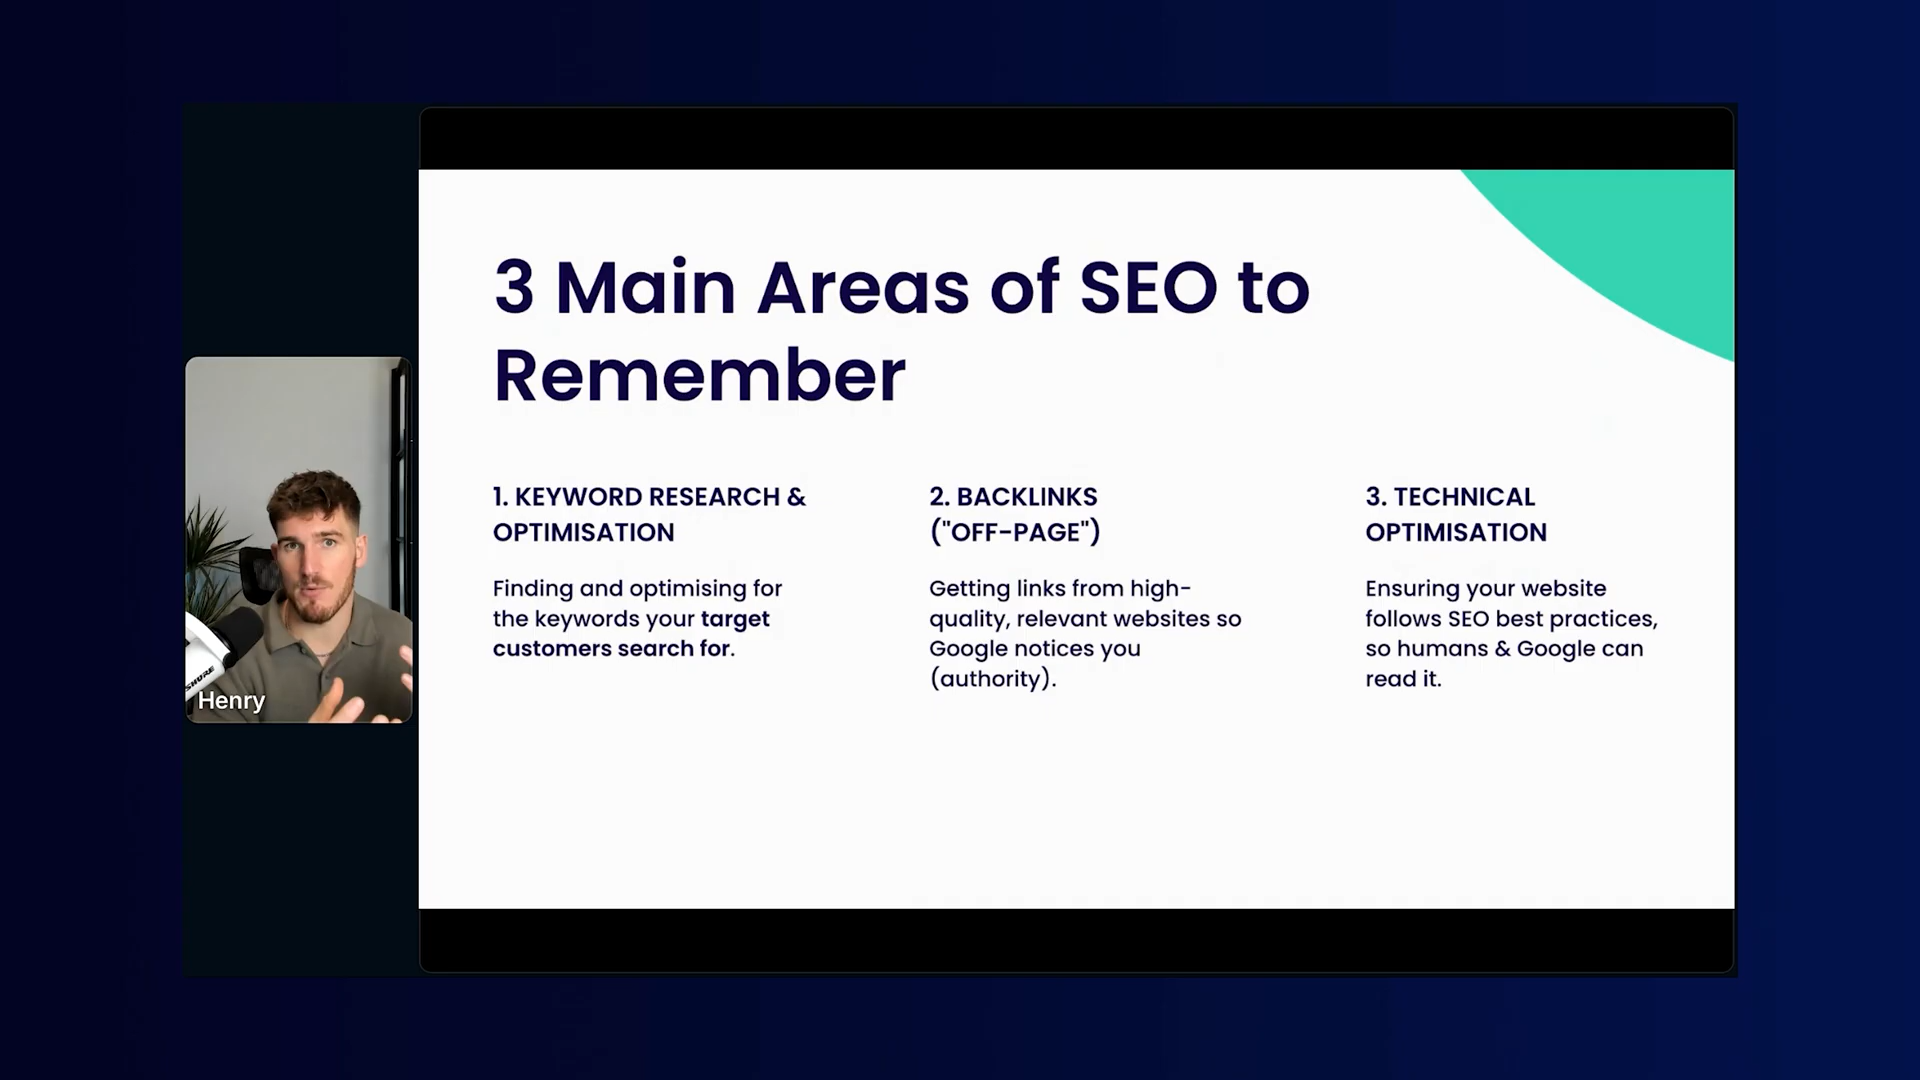 3 Main Areas of SEO to
Remember
1. KEYWORD RESEARCH &
OPTIMISATION
Finding and optimising for
the keywords your target
customers search for.
2. BACKLINKS
("OFF-PAGE")
Getting links from high-
quality, relevant websites so
Google notices you
(authority).
3. TECHNICAL
OPTIMISATION
Ensuring your website
follows SEO best practices,
so humans & Google can
read it.
SHURE
Henry